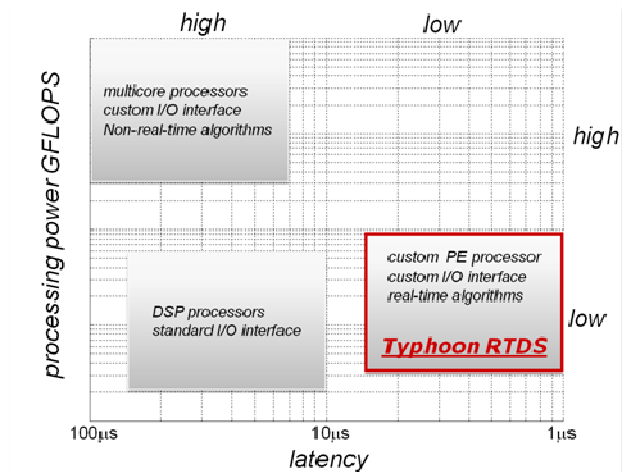 high
low
processing power GFLOPS
multicore processors
custom I/O interface
Non-real-time algorithms
high
custom PE processor
custom I/O interface
real-time algorithms
Typhoon RTDS
DSP processors
standard I/O interface
low
100µs
10µs
1µs
latency